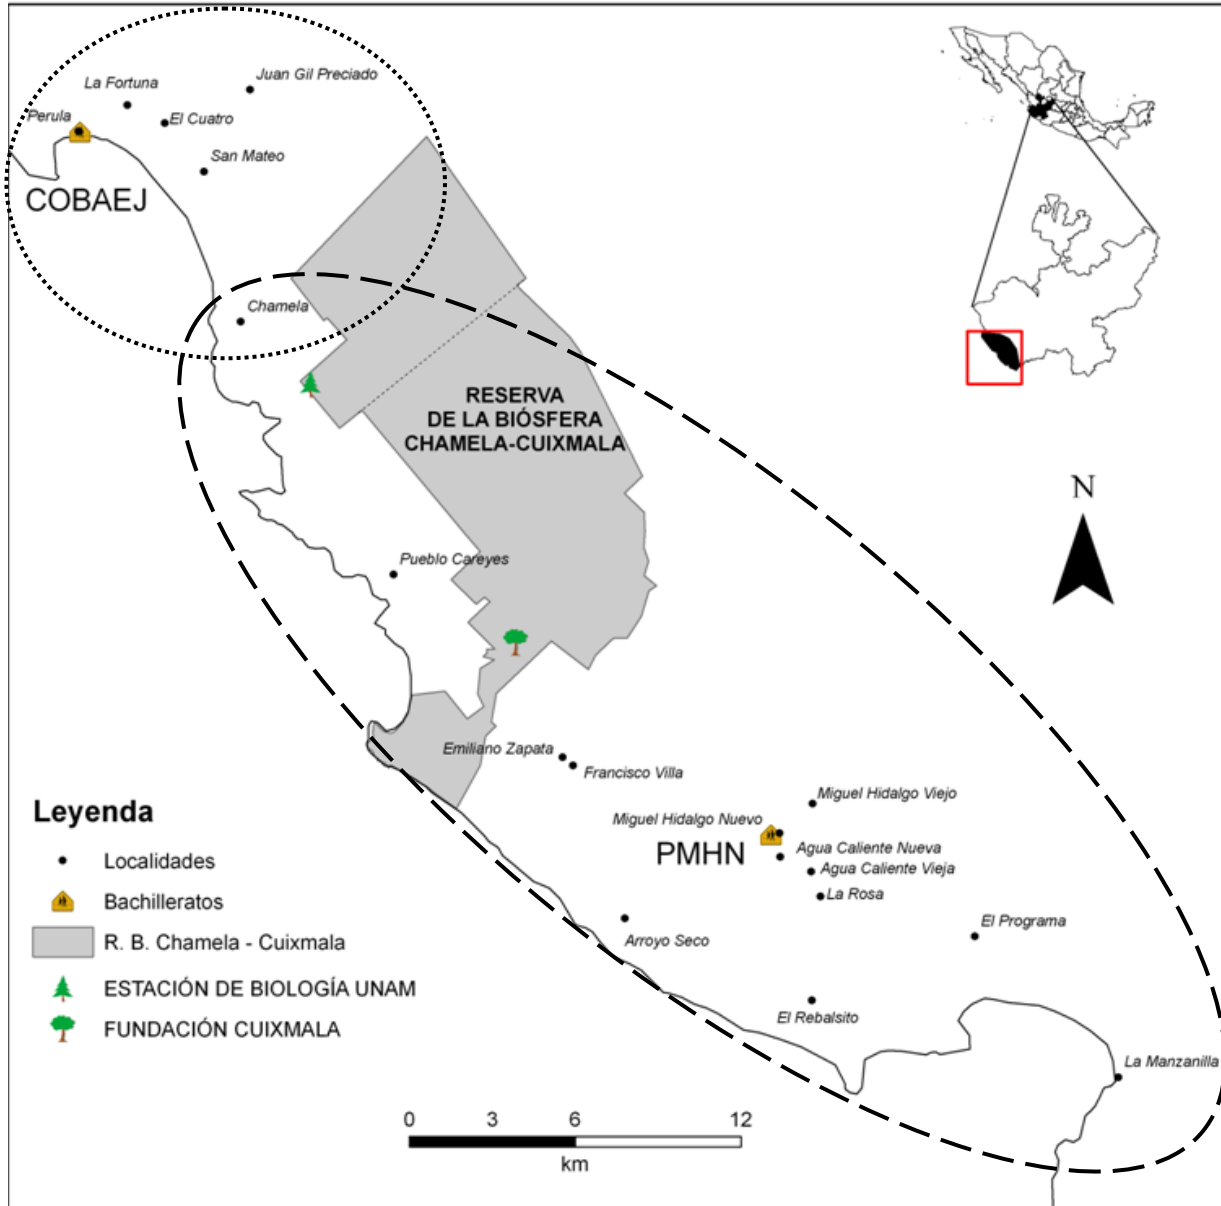 Juan Gil Preciado
La Fortuna
Perula
El Cuatro
San Mateo
COBAEJ
Chamela
RESERVA
DE LA BIÓSFERA
CHAMELA-CUIXMALA
N
Pueblo Careyes
Emiliano Zapata
Francisco Villa
Miguel Hidalgo Viejo
Miguel Hidalgo Nuevo
PMHN
Agua Caliente Nueva
Agua Caliente Vieja
La Rosa
El Programa
Arroyo Seco
El Rebalsito
La Manzanilla
Leyenda
Localidades
Bachilleratos
R. B. Chamela - Cuixmala
ESTACIÓN DE BIOLOGÍA UNAM
FUNDACIÓN CUIXMALA
0 3 6 12
km